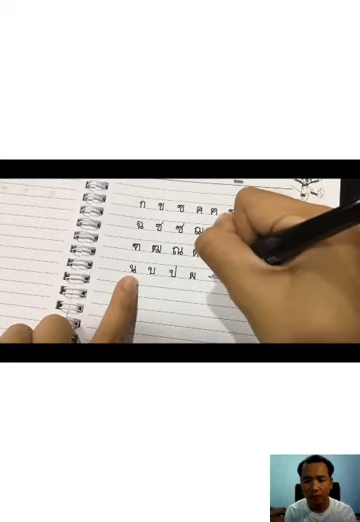 ก ข ฃ ค ฅ
ฉ ช ซ ฌ
ฑ ฒ ณ ด
น บ ป ผ